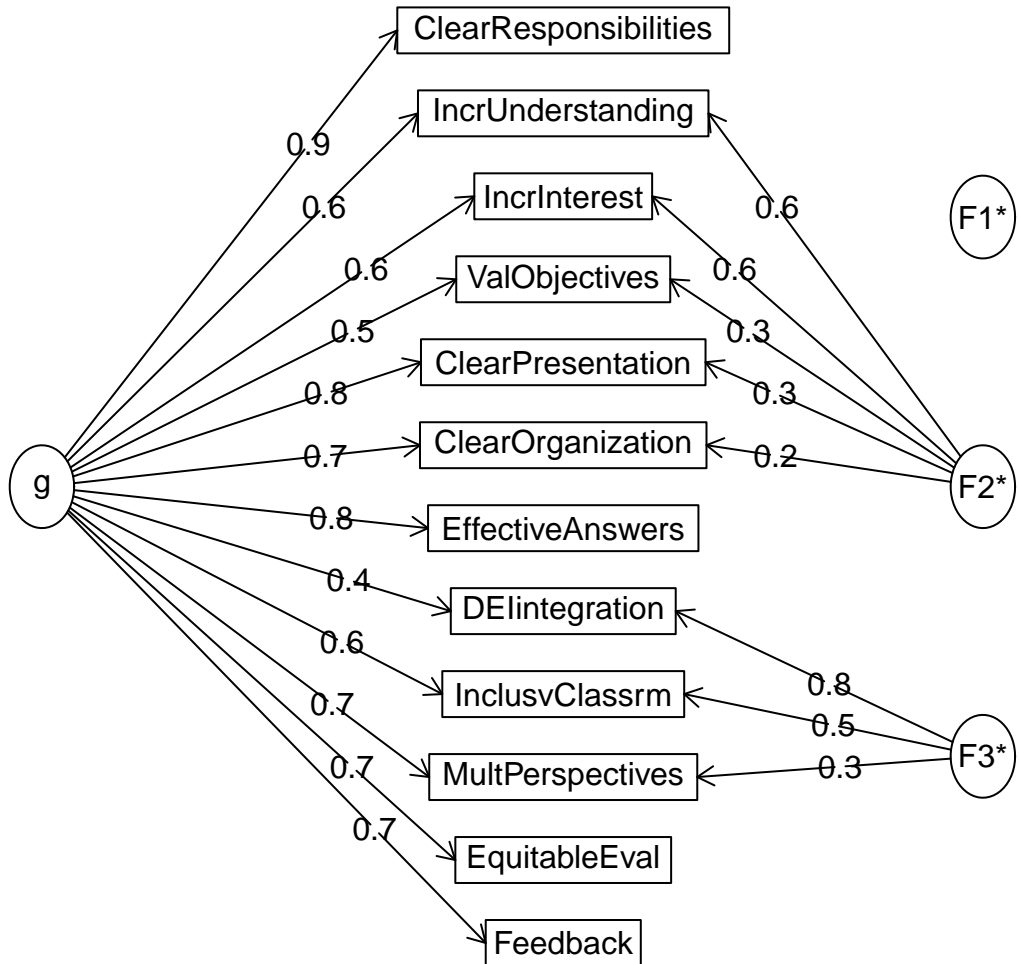 ClearResponsibilities
0.9
IncrUnderstanding
0.6
0.6
IncrInterest
F1*
0.6
0.6
ValObjectives
0.5
0.3
ClearPresentation
0.8
0.3
ClearOrganization
0.7
0.2
g
F2*
0.8
EffectiveAnswers
0.4
DEIintegration
0.6
0.8
InclusvClassrm
0.7
0.5
F3*
0.7
MultPerspectives
0.3
0.7
EquitableEval
Feedback